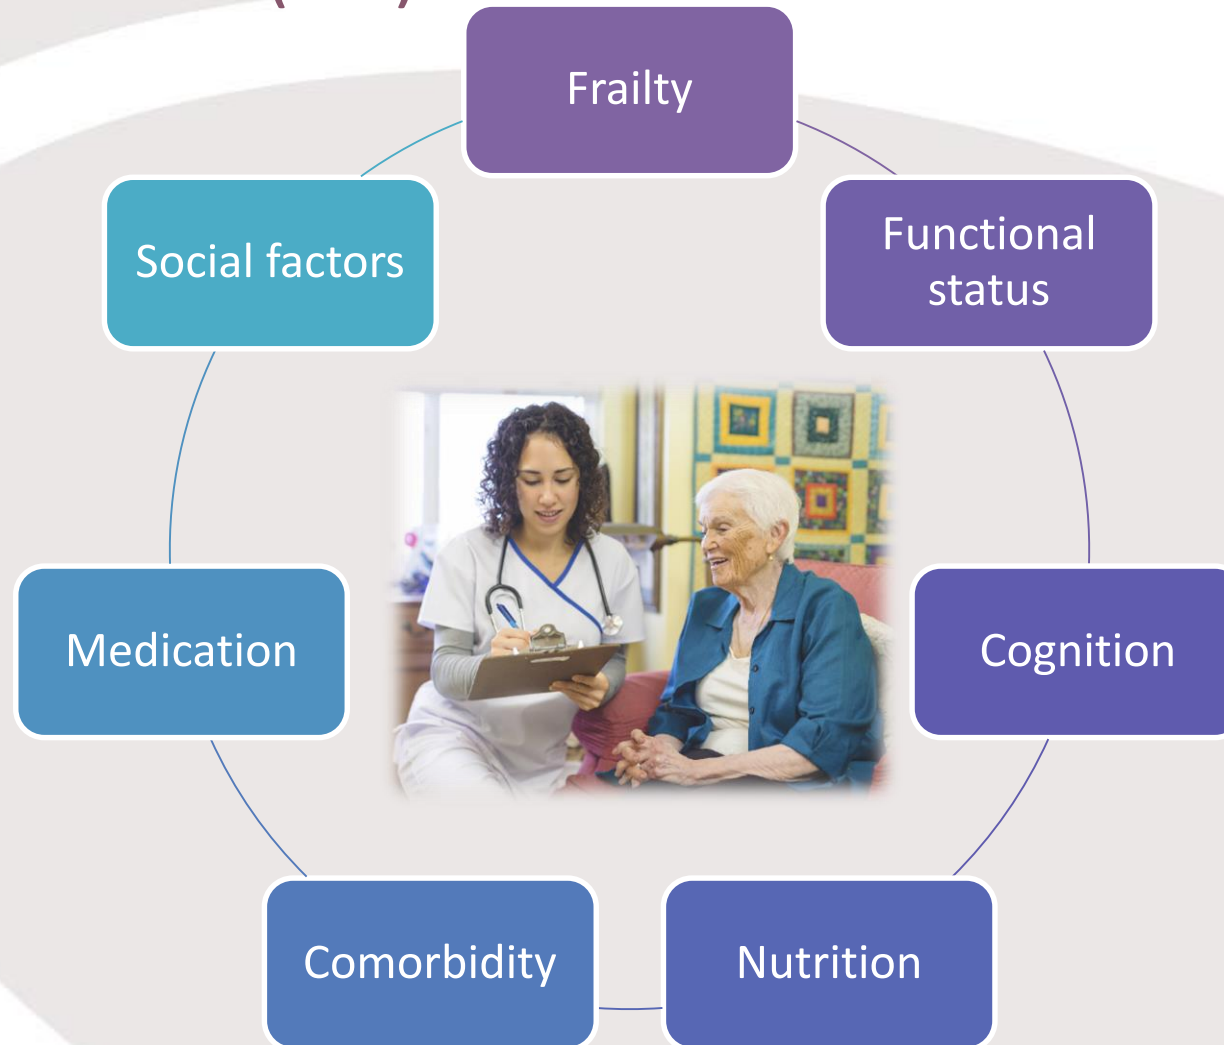 Frailty
Functional
status
Cognition
Nutrition
Comorbidity
Medication
Social factors